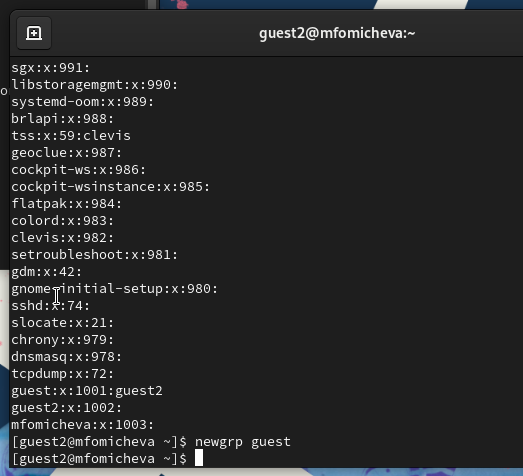 guest2@mfomicheva:~
sgx:x:991:
libstoragemgmt:x:990:
systemd-oom:x:989:
brlapi:x:988:
tss:x:59:clevis
geoclue:x:987:
cockpit-ws:x:986:
cockpit-wsinstance:x:985:
flatpak:x:984:
colord:x:983:
clevis:x:982:
setroubleshoot:x:981:
gdm:x:42:
gnome-initial-setup:x:980:
sshd:x:74:
slocate:x:21:
chrony:x:979:
dnsmasq:x:978:
tcpdump:x:72:
guest:x:1001:guest2
guest2:x:1002:
mfomicheva:x:1003:
[guest2@mfomicheva ~]$ newgrp guest
[guest2@mfomicheva ~]$